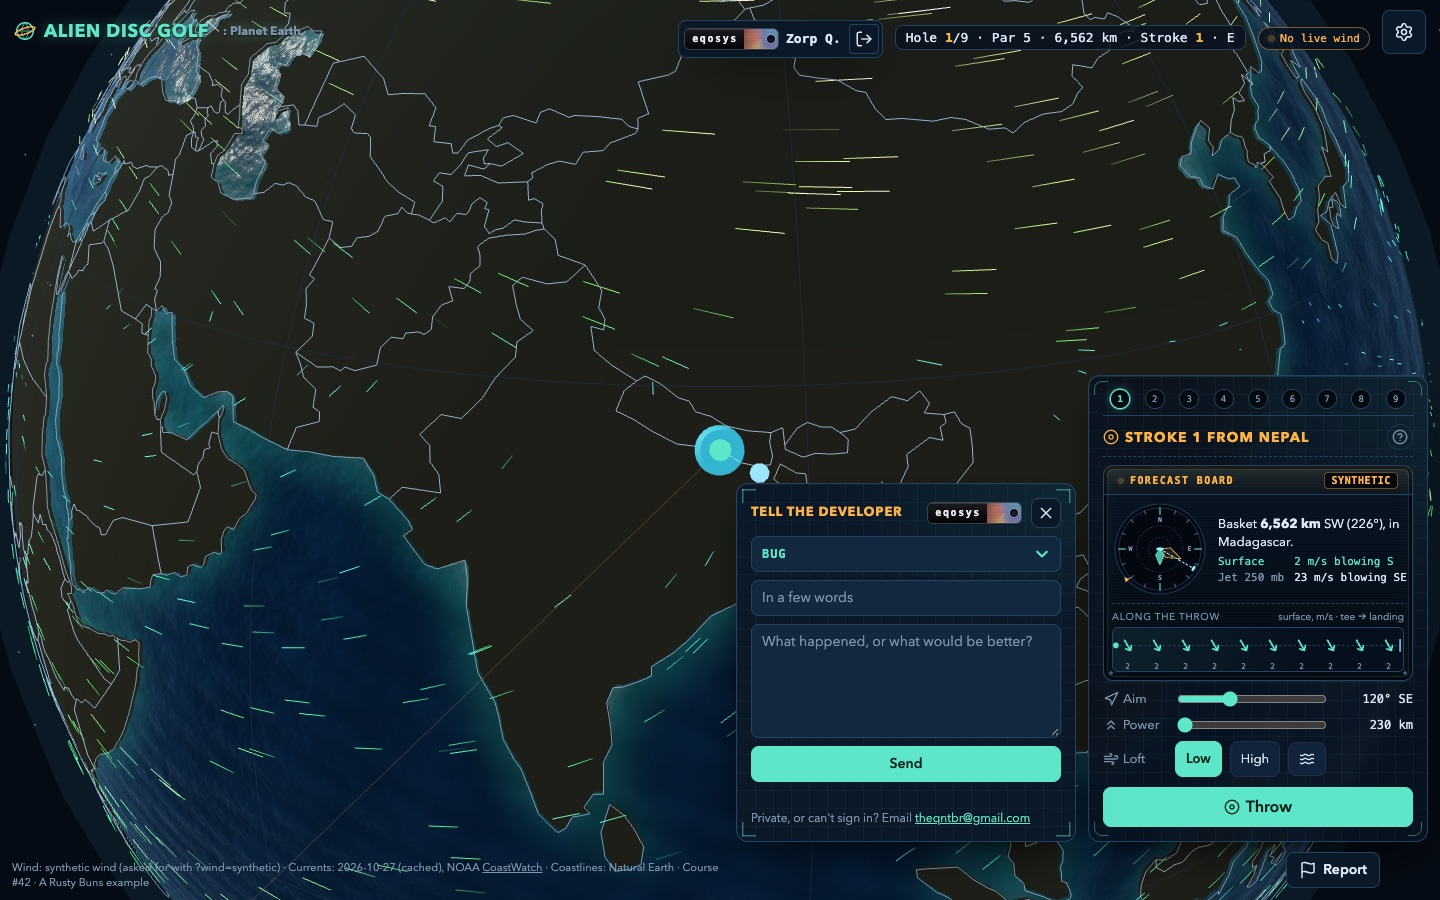 ALIEN DISC GOLF : Planet Earth
eqosys Zorp Q.
Hole 1/9 · Par 5 · 6,562 km · Stroke 1 · E
No live wind
1 2 3 4 5 6 7 8 9
STROKE 1 FROM NEPAL
FORECAST BOARD SYNTHETIC
N
W E
S
Basket 6,562 km SW (226°), in
Madagascar.
Surface 2 m/s blowing S
Jet 250 mb 23 m/s blowing SE
ALONG THE THROW surface, m/s · tee → landing
2 2 2 2 2 2 2 2 2 2
Aim 120° SE
Power 230 km
Loft Low High
Throw
TELL THE DEVELOPER eqosys
BUG
In a few words
What happened, or what would be better?
Send
Private, or can't sign in? Email theqntbr@gmail.com
Wind: synthetic wind (asked for with ?wind=synthetic) · Currents: 2026-10-27 (cached), NOAA CoastWatch · Coastlines: Natural Earth · Course
#42 · A Rusty Buns example
Report